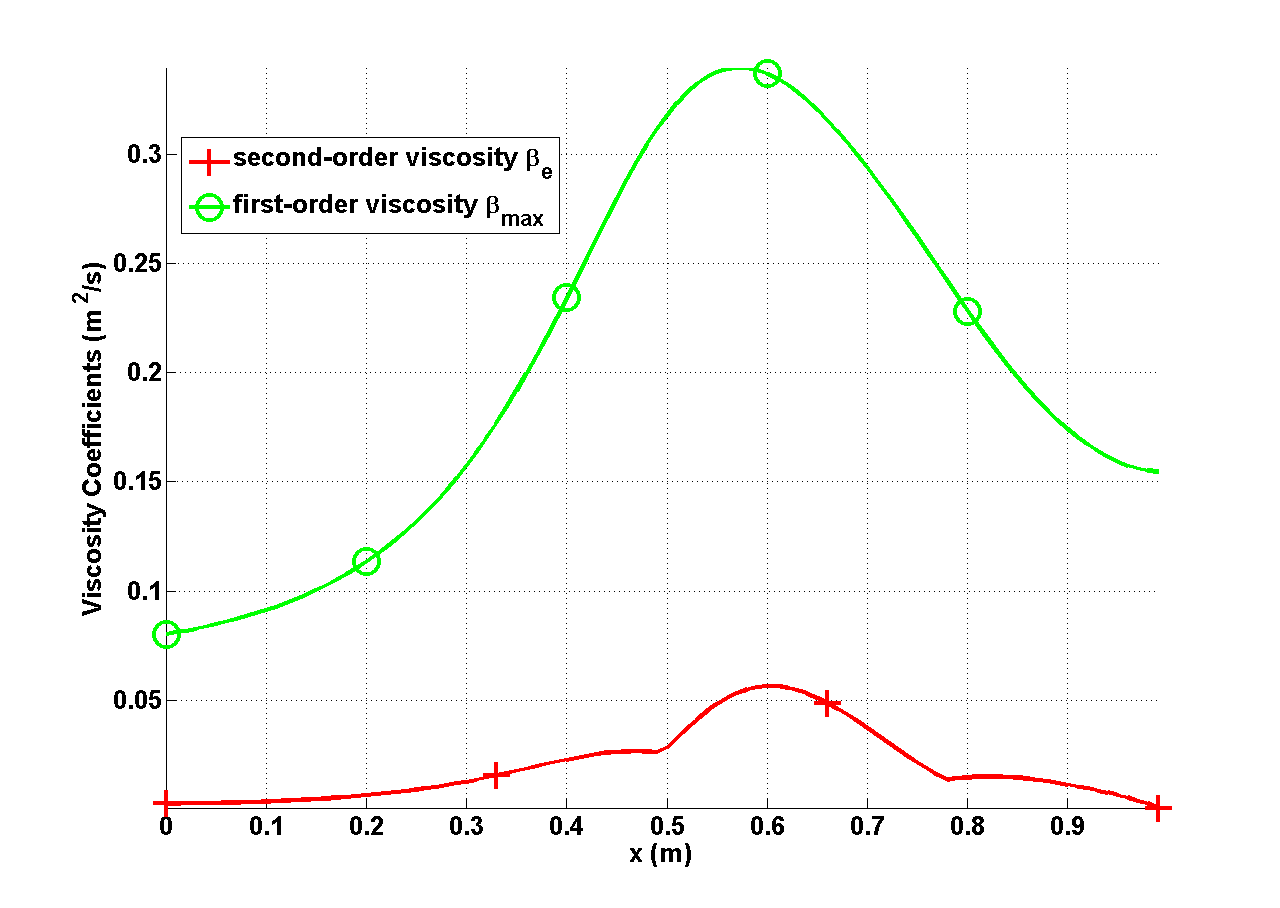 0.3
0.25
0.2
0.15
0.1
0.05
Viscosity Coefficients (m ²/s)
second-order viscosity βₑ
first-order viscosity β_max
0 0.1 0.2 0.3 0.4 0.5 0.6 0.7 0.8 0.9
x (m)